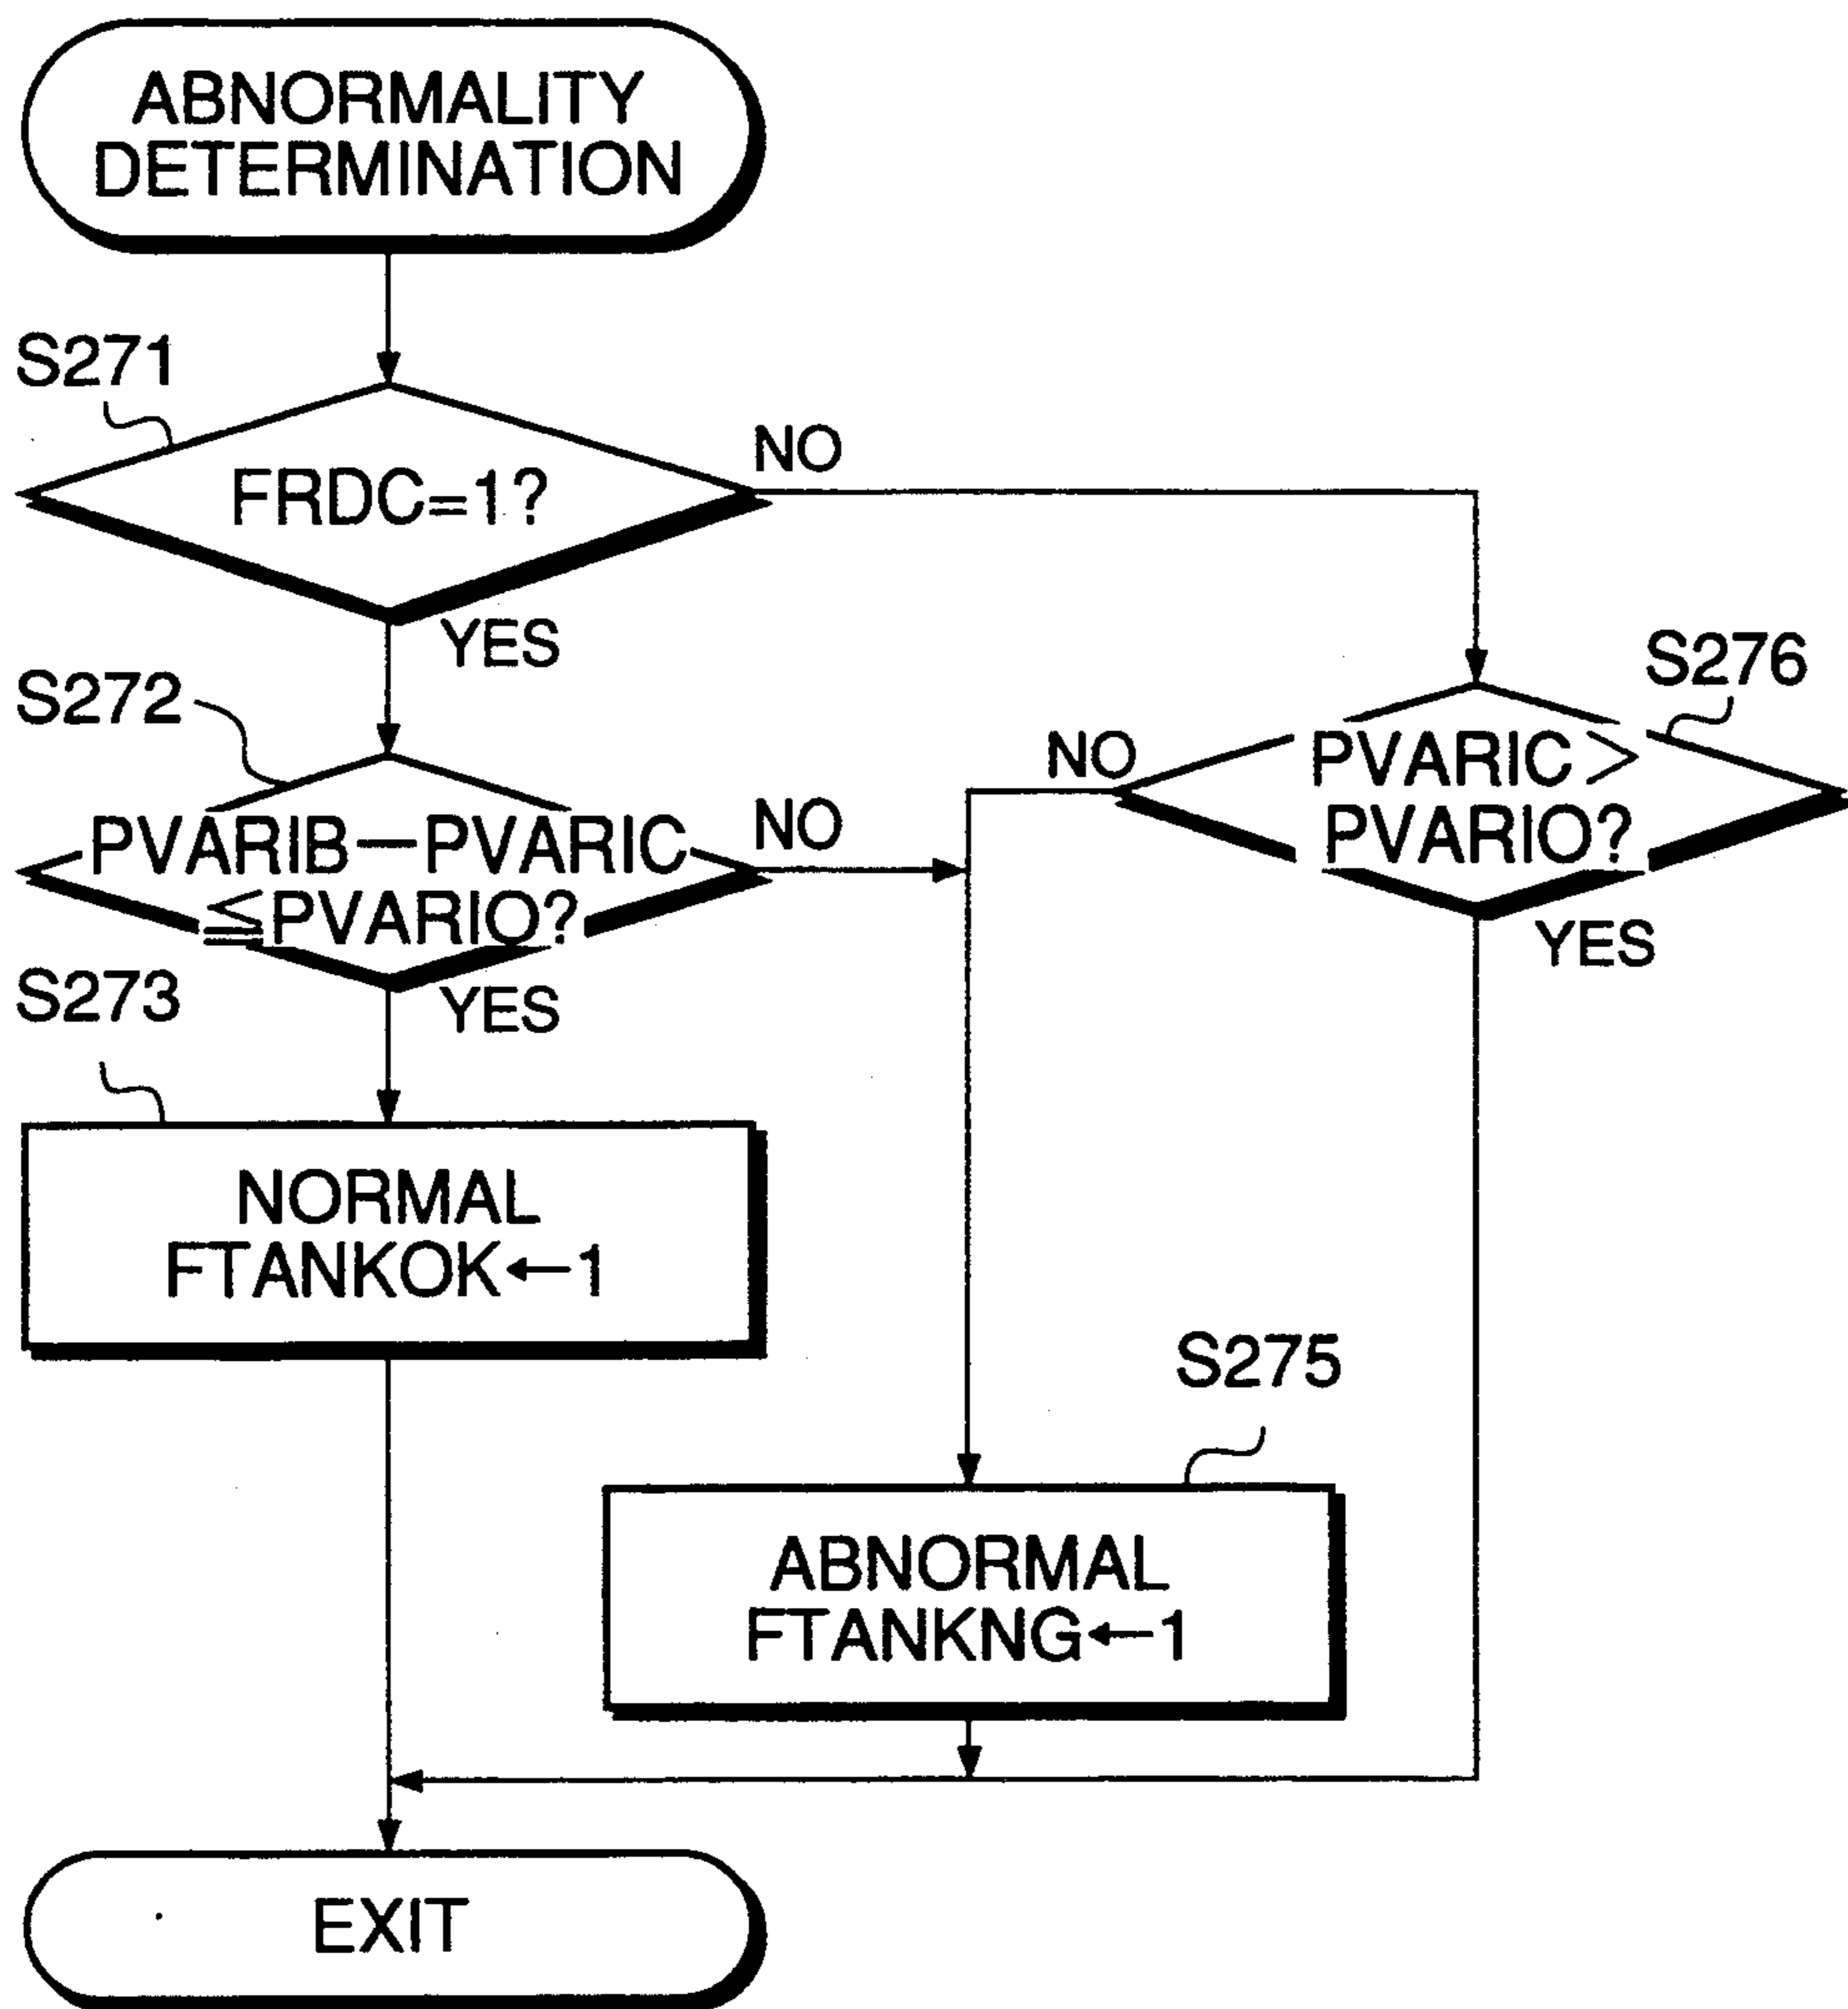 ABNORMALITY
DETERMINATION
S271
FRDC=1?
NO
YES
S272
PVARIB－PVARIC
≦PVARIO?
NO
YES
S276
PVARIC＞
PVARIO?
NO
YES
S273
NORMAL
FTANKOK←1
S275
ABNORMAL
FTANKNG←1
EXIT